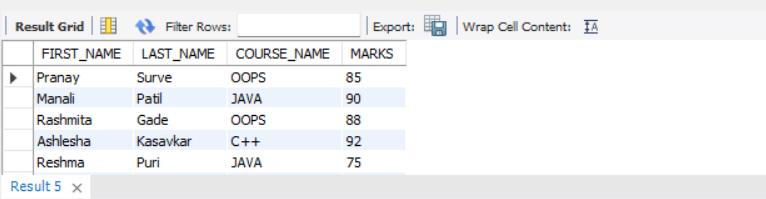 Result Grid Filter Rows: Export: Wrap Cell Content: IA
FIRST_NAME LAST_NAME COURSE_NAME MARKS
Pranay Surve OOPS 85
Manali Patil JAVA 90
Rashmita Gade OOPS 88
Ashlesha Kasavkar C++ 92
Reshma Puri JAVA 75
Result 5 ×